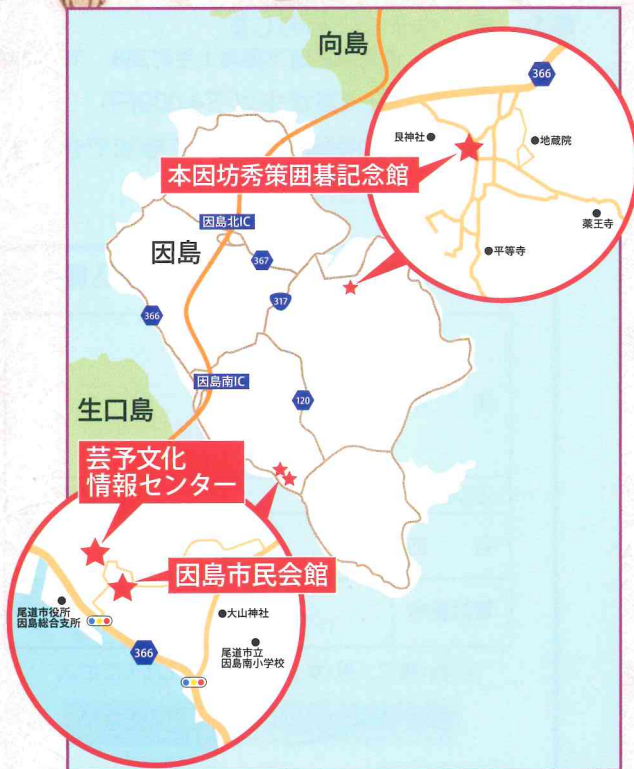 向島
366
艮神社
地蔵院
本因坊秀策囲碁記念館
薬王寺
平等寺
因島北IC
因島
367
317
366
因島南IC
生口島
120
芸予文化
情報センター
因島市民会館
尾道市役所
因島総合支所
大山神社
366
尾道市立
因島南小学校